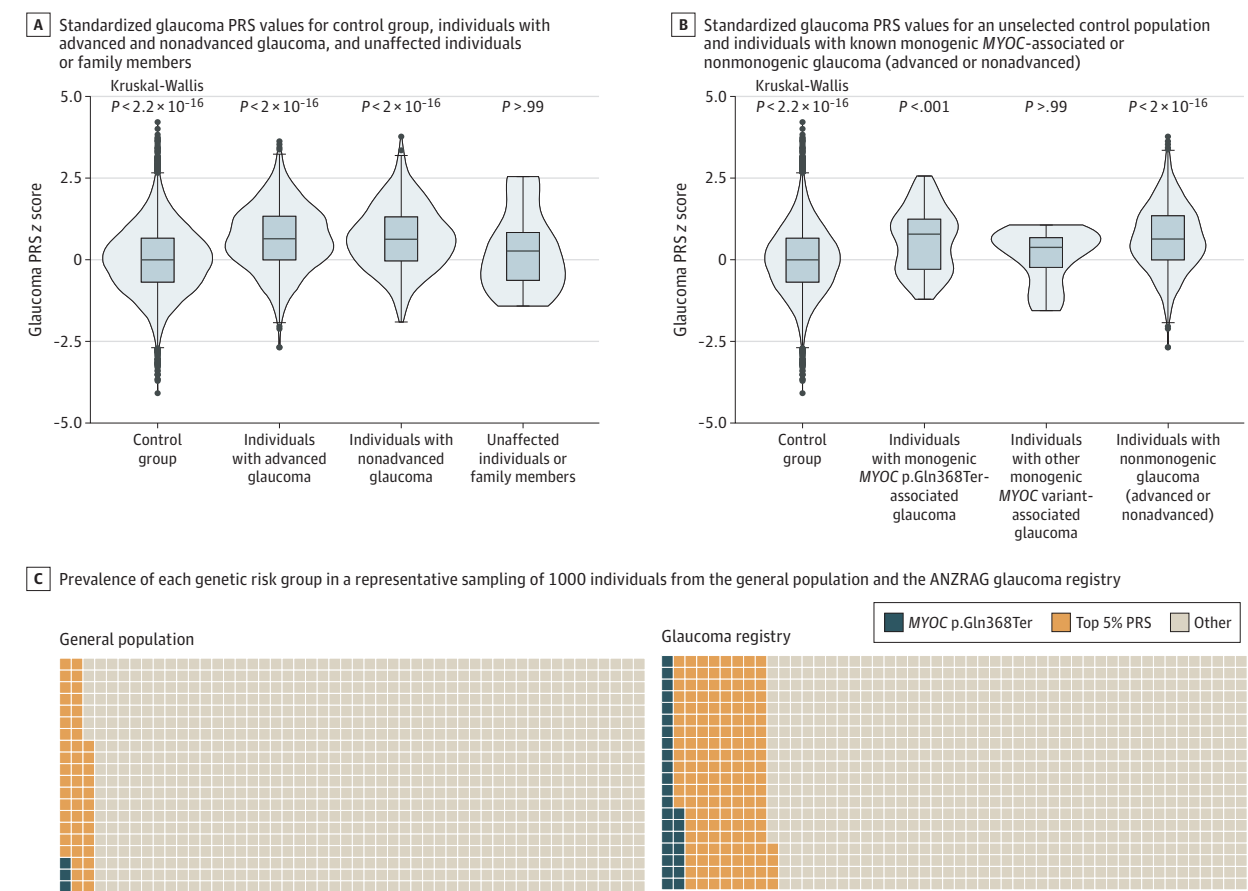 A Standardized glaucoma PRS values for control group, individuals with
advanced and nonadvanced glaucoma, and unaffected individuals
or family members
Kruskal-Wallis
P < 2.2 × 10⁻¹⁶ P < 2 × 10⁻¹⁶ P < 2 × 10⁻¹⁶ P > .99
5.0
2.5
0
-2.5
-5.0
Glaucoma PRS z score
Control
group
Individuals
with advanced
glaucoma
Individuals with
nonadvanced
glaucoma
Unaffected
individuals or
family members
B Standardized glaucoma PRS values for an unselected control population
and individuals with known monogenic MYOC-associated or
nonmonogenic glaucoma (advanced or nonadvanced)
Kruskal-Wallis
P < 2.2 × 10⁻¹⁶ P < .001 P > .99 P < 2 × 10⁻¹⁶
5.0
2.5
0
-2.5
-5.0
Glaucoma PRS z score
Control
group
Individuals
with monogenic
MYOC p.Gln368Ter-
associated
glaucoma
Individuals
with other
monogenic
MYOC variant-
associated
glaucoma
Individuals with
nonmonogenic
glaucoma
(advanced or
nonadvanced)
C Prevalence of each genetic risk group in a representative sampling of 1000 individuals from the general population and the ANZRAG glaucoma registry
MYOC p.Gln368Ter Top 5% PRS Other
General population
Glaucoma registry